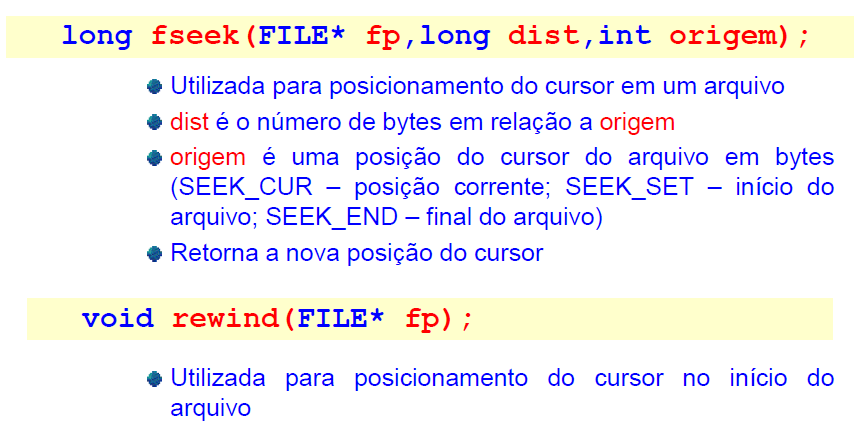 long fseek(FILE* fp,long dist,int origem);
Utilizada para posicionamento do cursor em um arquivo
dist é o número de bytes em relação a origem
origem é uma posição do cursor do arquivo em bytes
(SEEK_CUR – posição corrente; SEEK_SET – início do
arquivo; SEEK_END – final do arquivo)
Retorna a nova posição do cursor
void rewind(FILE* fp);
Utilizada para posicionamento do cursor no início do
arquivo